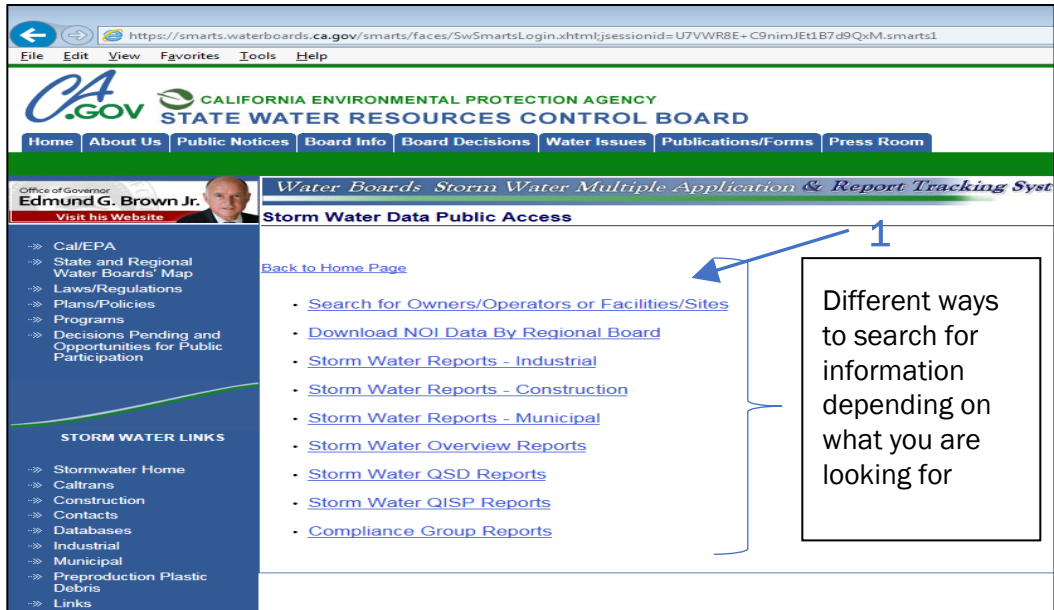 https://smarts.waterboards.ca.gov/smarts/faces/SwSmartsLogin.xhtml;jsessionid=U7VWR8E+C9nimJEt1B7d9QxM.smarts1
File Edit View Favorites Tools Help
CA.GOV
CALIFORNIA ENVIRONMENTAL PROTECTION AGENCY
STATE WATER RESOURCES CONTROL BOARD
Home About Us Public Notices Board Info Board Decisions Water Issues Publications/Forms Press Room
Office of Governor
Edmund G. Brown Jr.
Visit his Website
Water Boards Storm Water Multiple Application & Report Tracking Syst
Storm Water Data Public Access
Cal/EPA
State and Regional
Water Boards' Map
Laws/Regulations
Plans/Policies
Programs
Decisions Pending and
Opportunities for Public
Participation
STORM WATER LINKS
Stormwater Home
Caltrans
Construction
Contacts
Databases
Industrial
Municipal
Preproduction Plastic
Debris
Links
Back to Home Page
Search for Owners/Operators or Facilities/Sites
Download NOI Data By Regional Board
Storm Water Reports - Industrial
Storm Water Reports - Construction
Storm Water Reports - Municipal
Storm Water Overview Reports
Storm Water QSD Reports
Storm Water QISP Reports
Compliance Group Reports
1
Different ways
to search for
information
depending on
what you are
looking for